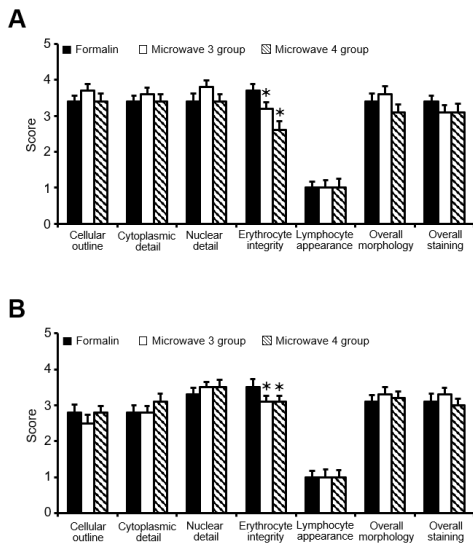 A
5
Formalin Microwave 3 group Microwave 4 group
4
* *
3
Score
2
1
0
Cellular Cytoplasmic Nuclear Erythrocyte Lymphocyte Overall Overall
outline detail detail integrity appearance morphology staining
B
5
Formalin Microwave 3 group Microwave 4 group
4
* *
3
Score
2
1
0
Cellular Cytoplasmic Nuclear Erythrocyte Lymphocyte Overall Overall
outline detail detail integrity appearance morphology staining